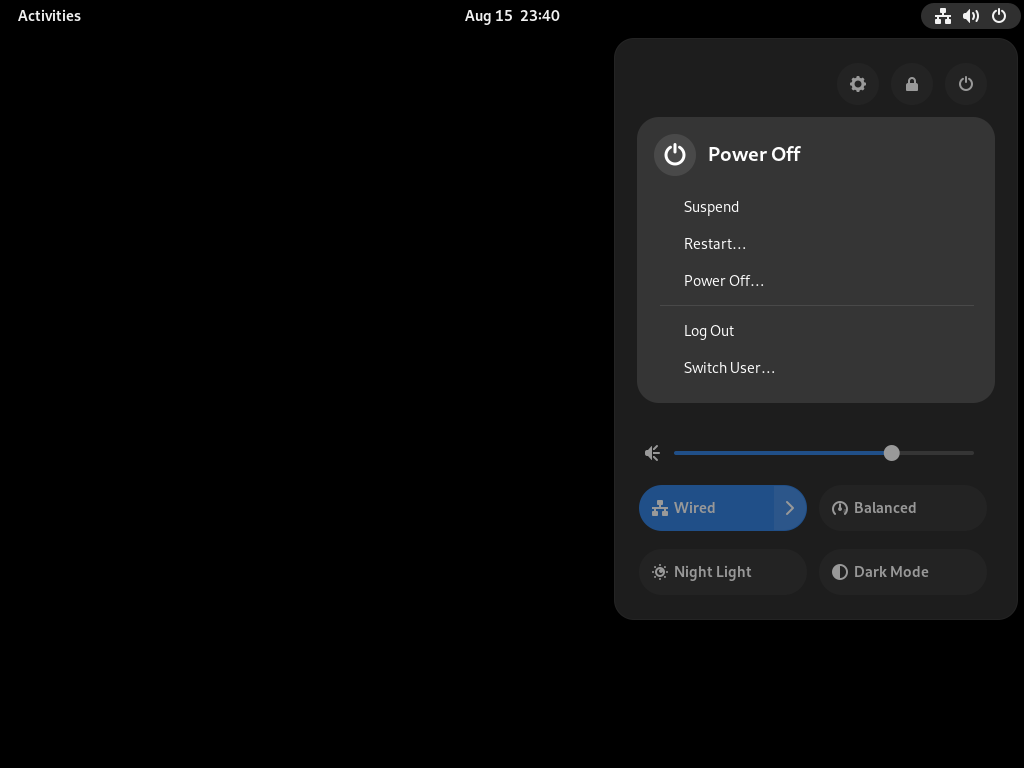 Activities
Aug 15 23:40
Power Off
Suspend
Restart…
Power Off…
Log Out
Switch User…
Wired
Balanced
Night Light
Dark Mode